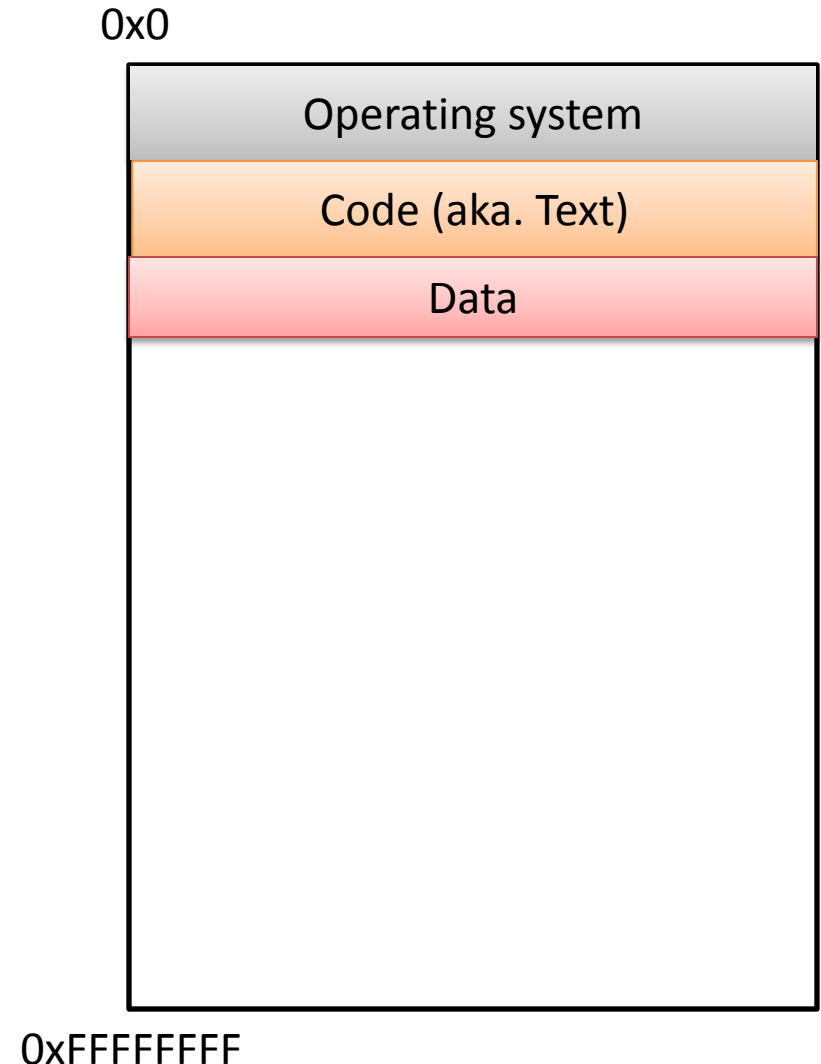 0x0
Operating system
Code (aka. Text)
Data
0xFFFFFFFF